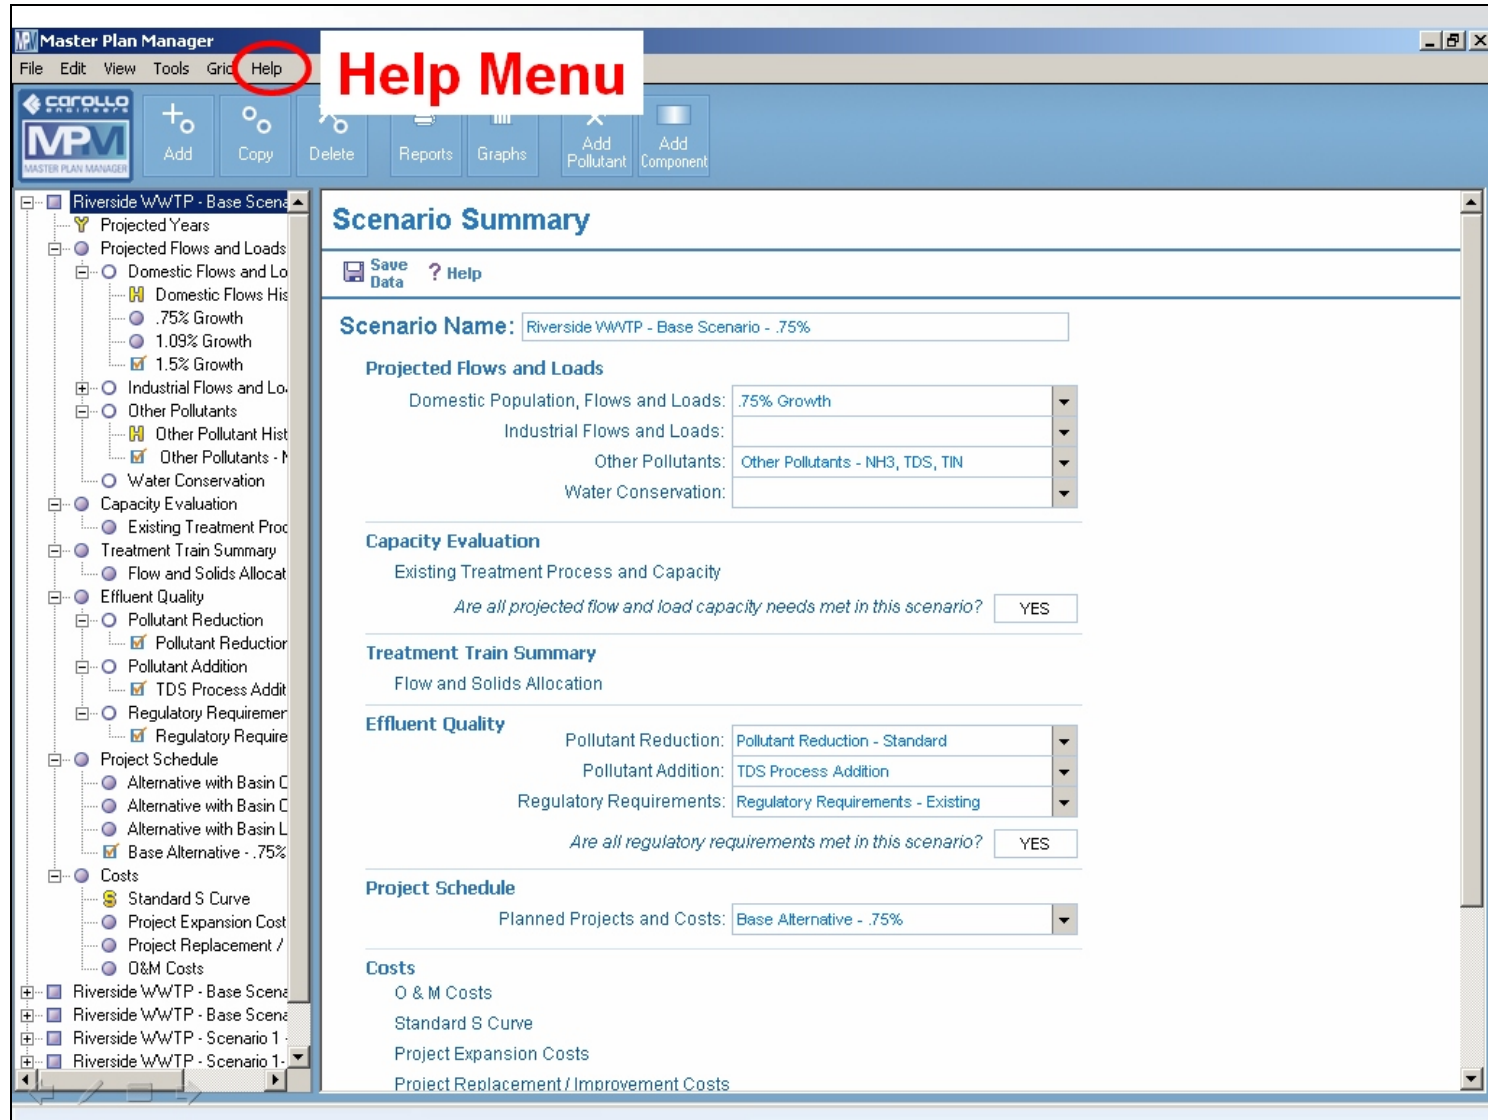 Master Plan Manager
File Edit View Tools Grid Help
Help Menu
carollo
engineers
MPM
MASTER PLAN MANAGER
Add
Copy
Delete
Reports
Graphs
Add
Pollutant
Add
Component
Riverside WWTP - Base Scena
Projected Years
Projected Flows and Loads
Domestic Flows and Lo
Domestic Flows His
.75% Growth
1.09% Growth
1.5% Growth
Industrial Flows and Lo
Other Pollutants
Other Pollutant Hist
Other Pollutants - N
Water Conservation
Capacity Evaluation
Existing Treatment Proc
Treatment Train Summary
Flow and Solids Allocat
Effluent Quality
Pollutant Reduction
Pollutant Reduction
Pollutant Addition
TDS Process Addit
Regulatory Requiremer
Regulatory Require
Project Schedule
Alternative with Basin C
Alternative with Basin C
Alternative with Basin L
Base Alternative - .75%
Costs
Standard S Curve
Project Expansion Cost
Project Replacement /
O&M Costs
Riverside WWTP - Base Scena
Riverside WWTP - Base Scena
Riverside WWTP - Scenario 1 -
Riverside WWTP - Scenario 1-
Scenario Summary
Save
Data
? Help
Scenario Name: Riverside WWTP - Base Scenario - .75%
Projected Flows and Loads
Domestic Population, Flows and Loads: .75% Growth
Industrial Flows and Loads:
Other Pollutants: Other Pollutants - NH3, TDS, TIN
Water Conservation:
Capacity Evaluation
Existing Treatment Process and Capacity
Are all projected flow and load capacity needs met in this scenario? YES
Treatment Train Summary
Flow and Solids Allocation
Effluent Quality
Pollutant Reduction: Pollutant Reduction - Standard
Pollutant Addition: TDS Process Addition
Regulatory Requirements: Regulatory Requirements - Existing
Are all regulatory requirements met in this scenario? YES
Project Schedule
Planned Projects and Costs: Base Alternative - .75%
Costs
O & M Costs
Standard S Curve
Project Expansion Costs
Project Replacement / Improvement Costs